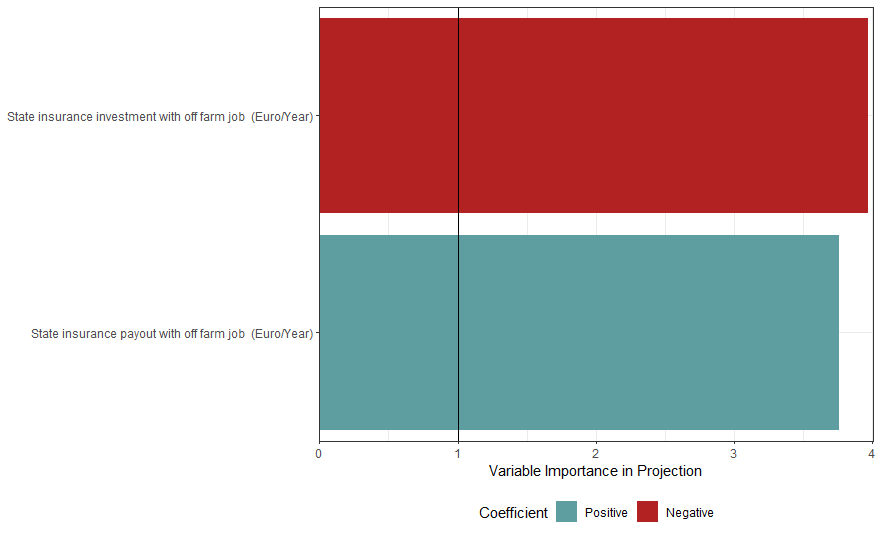 State insurance investment with off farm job  (Euro/Year)
State insurance payout with off farm job  (Euro/Year)
0 1 2 3 4
Variable Importance in Projection
Coefficient Positive Negative